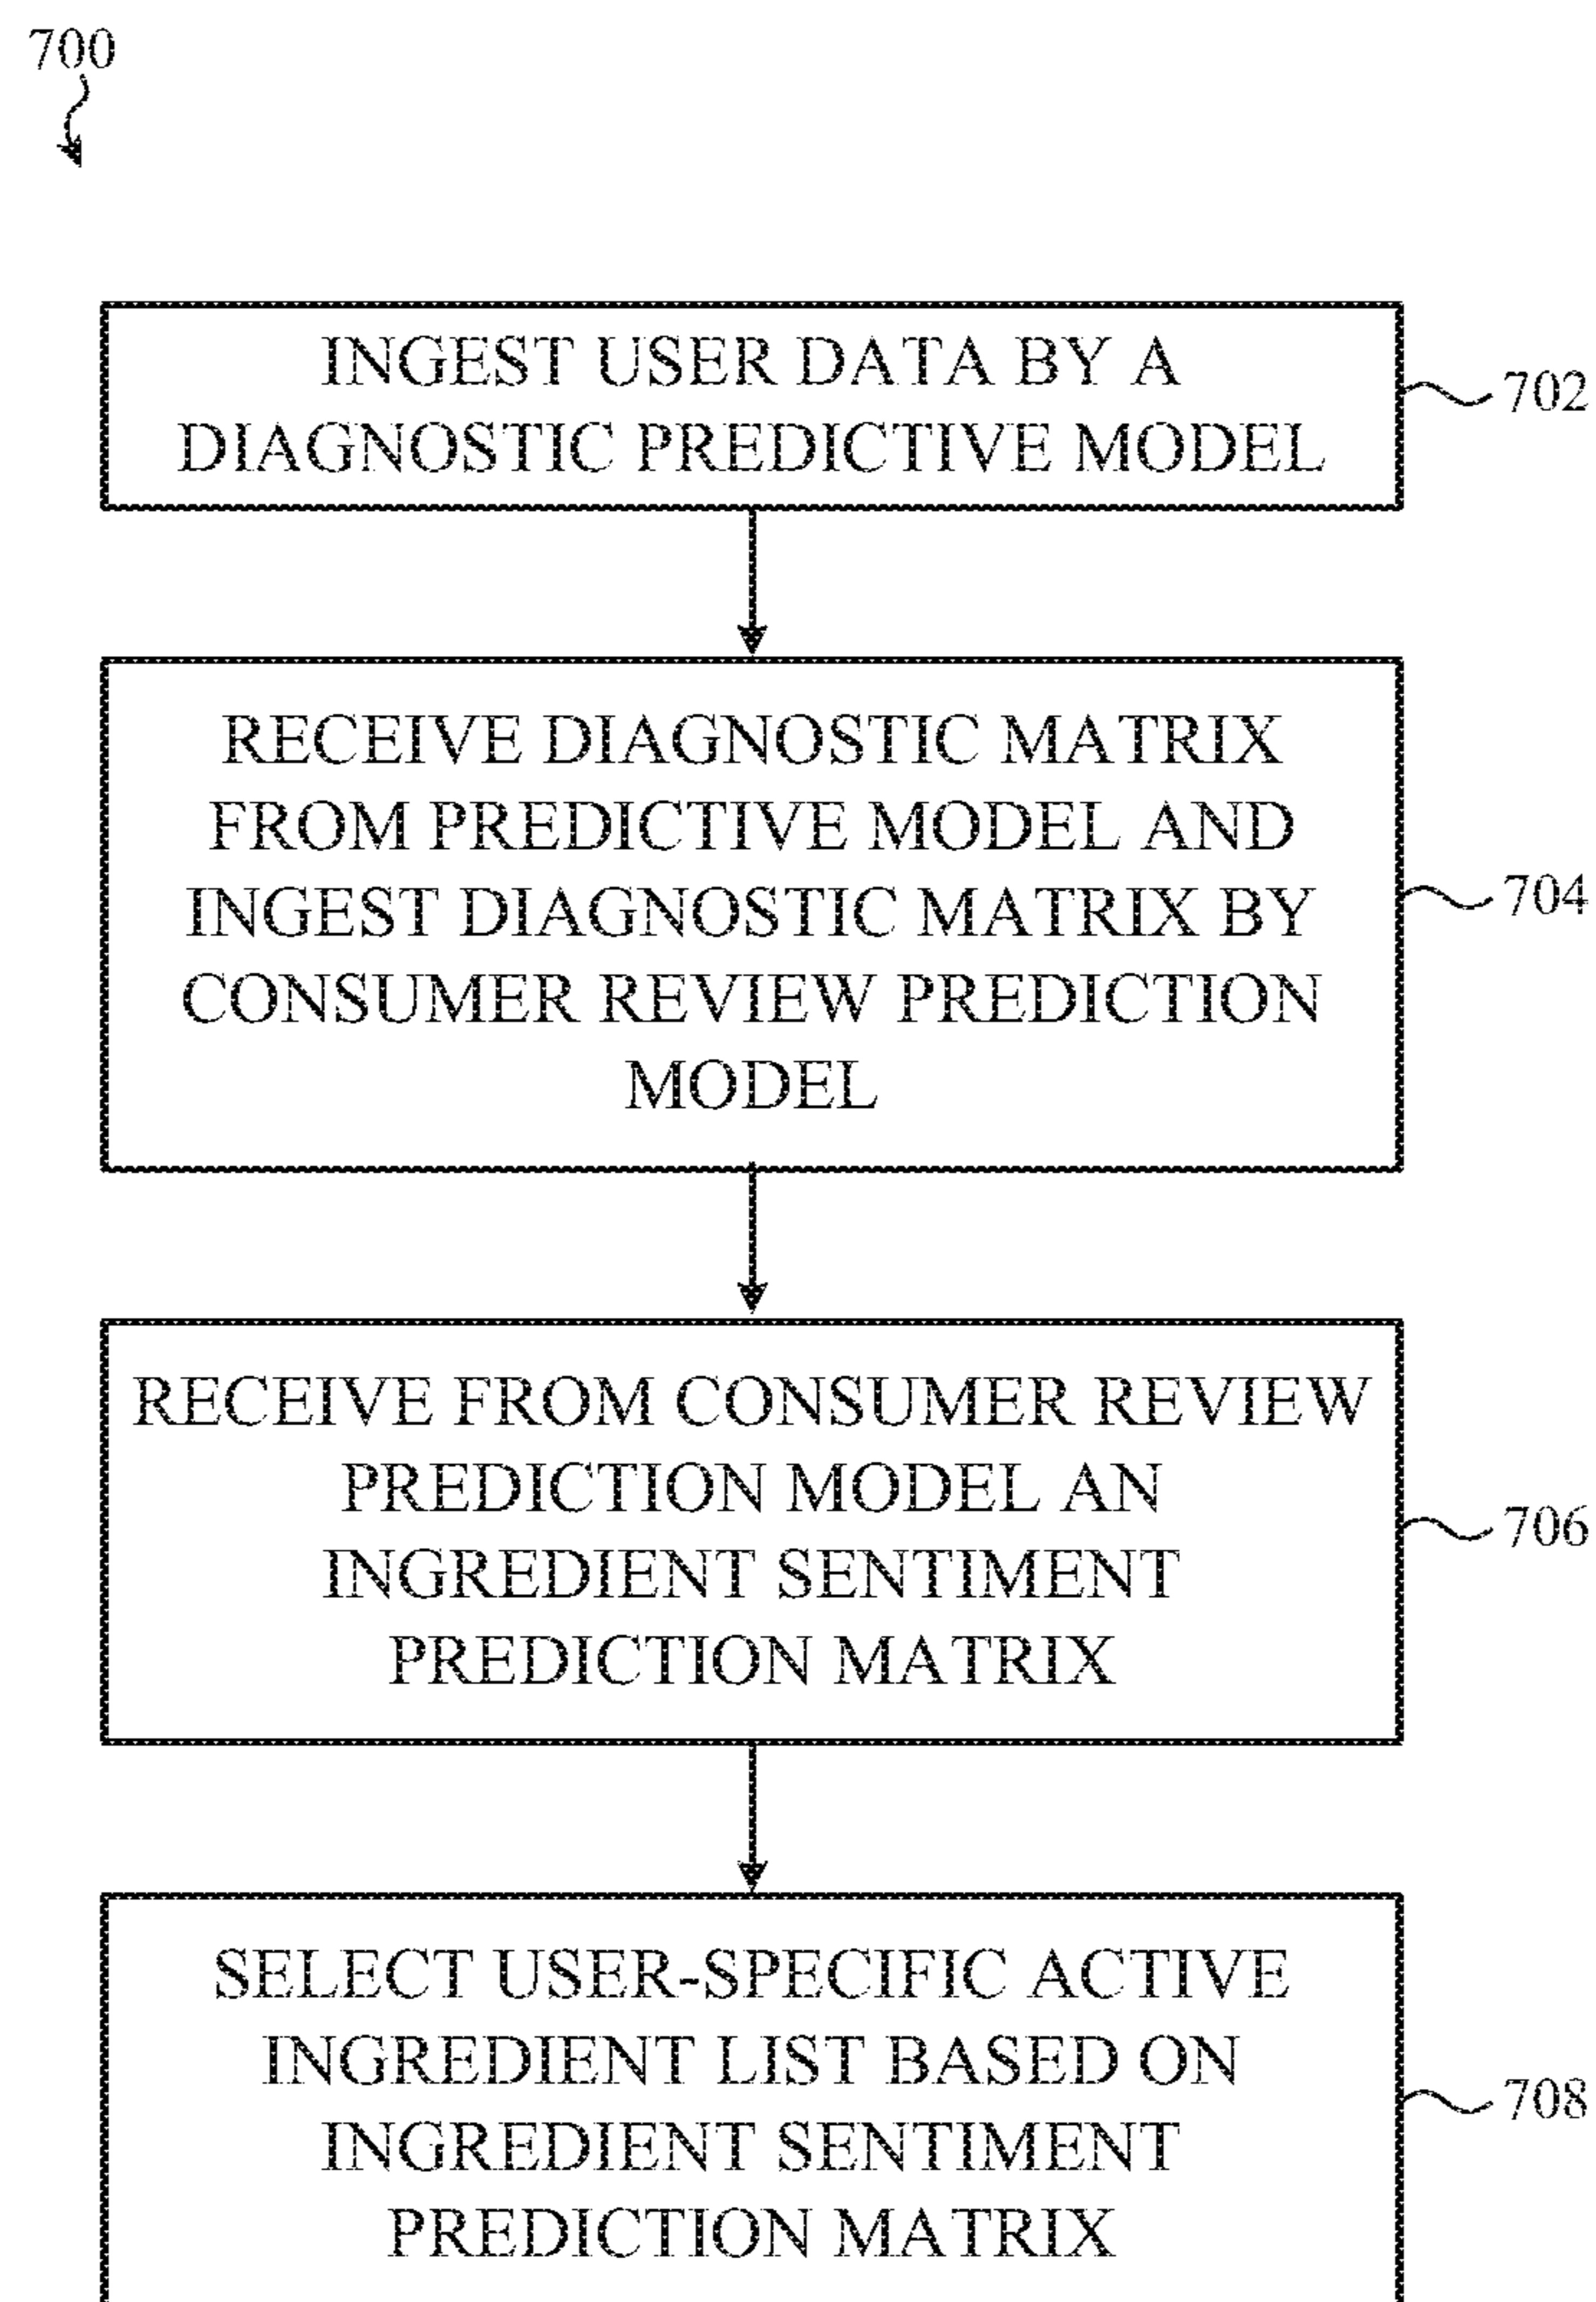 700
INGEST USER DATA BY A
DIAGNOSTIC PREDICTIVE MODEL
702
RECEIVE DIAGNOSTIC MATRIX
FROM PREDICTIVE MODEL AND
INGEST DIAGNOSTIC MATRIX BY
CONSUMER REVIEW PREDICTION
MODEL
704
RECEIVE FROM CONSUMER REVIEW
PREDICTION MODEL AN
INGREDIENT SENTIMENT
PREDICTION MATRIX
706
SELECT USER-SPECIFIC ACTIVE
INGREDIENT LIST BASED ON
INGREDIENT SENTIMENT
PREDICTION MATRIX
708